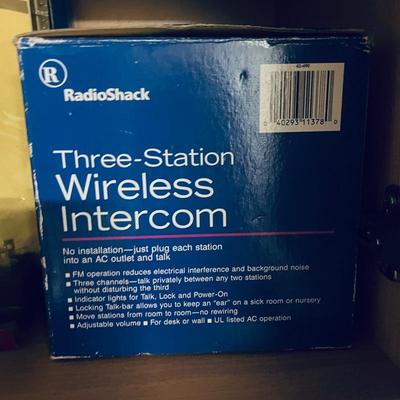 R
RadioShack
43-490
0 40293 11378 0
Three-Station
Wireless
Intercom
No installation—just plug each station
into an AC outlet and talk
■ FM operation reduces electrical interference and background noise
■ Three channels—talk privately between any two stations
without disturbing the third
■ Indicator lights for Talk, Lock and Power-On
■ Locking Talk-bar allows you to keep an "ear" on a sick room or nursery
■ Move stations from room to room—no rewiring
■ Adjustable volume ■ For desk or wall ■ UL listed AC operation